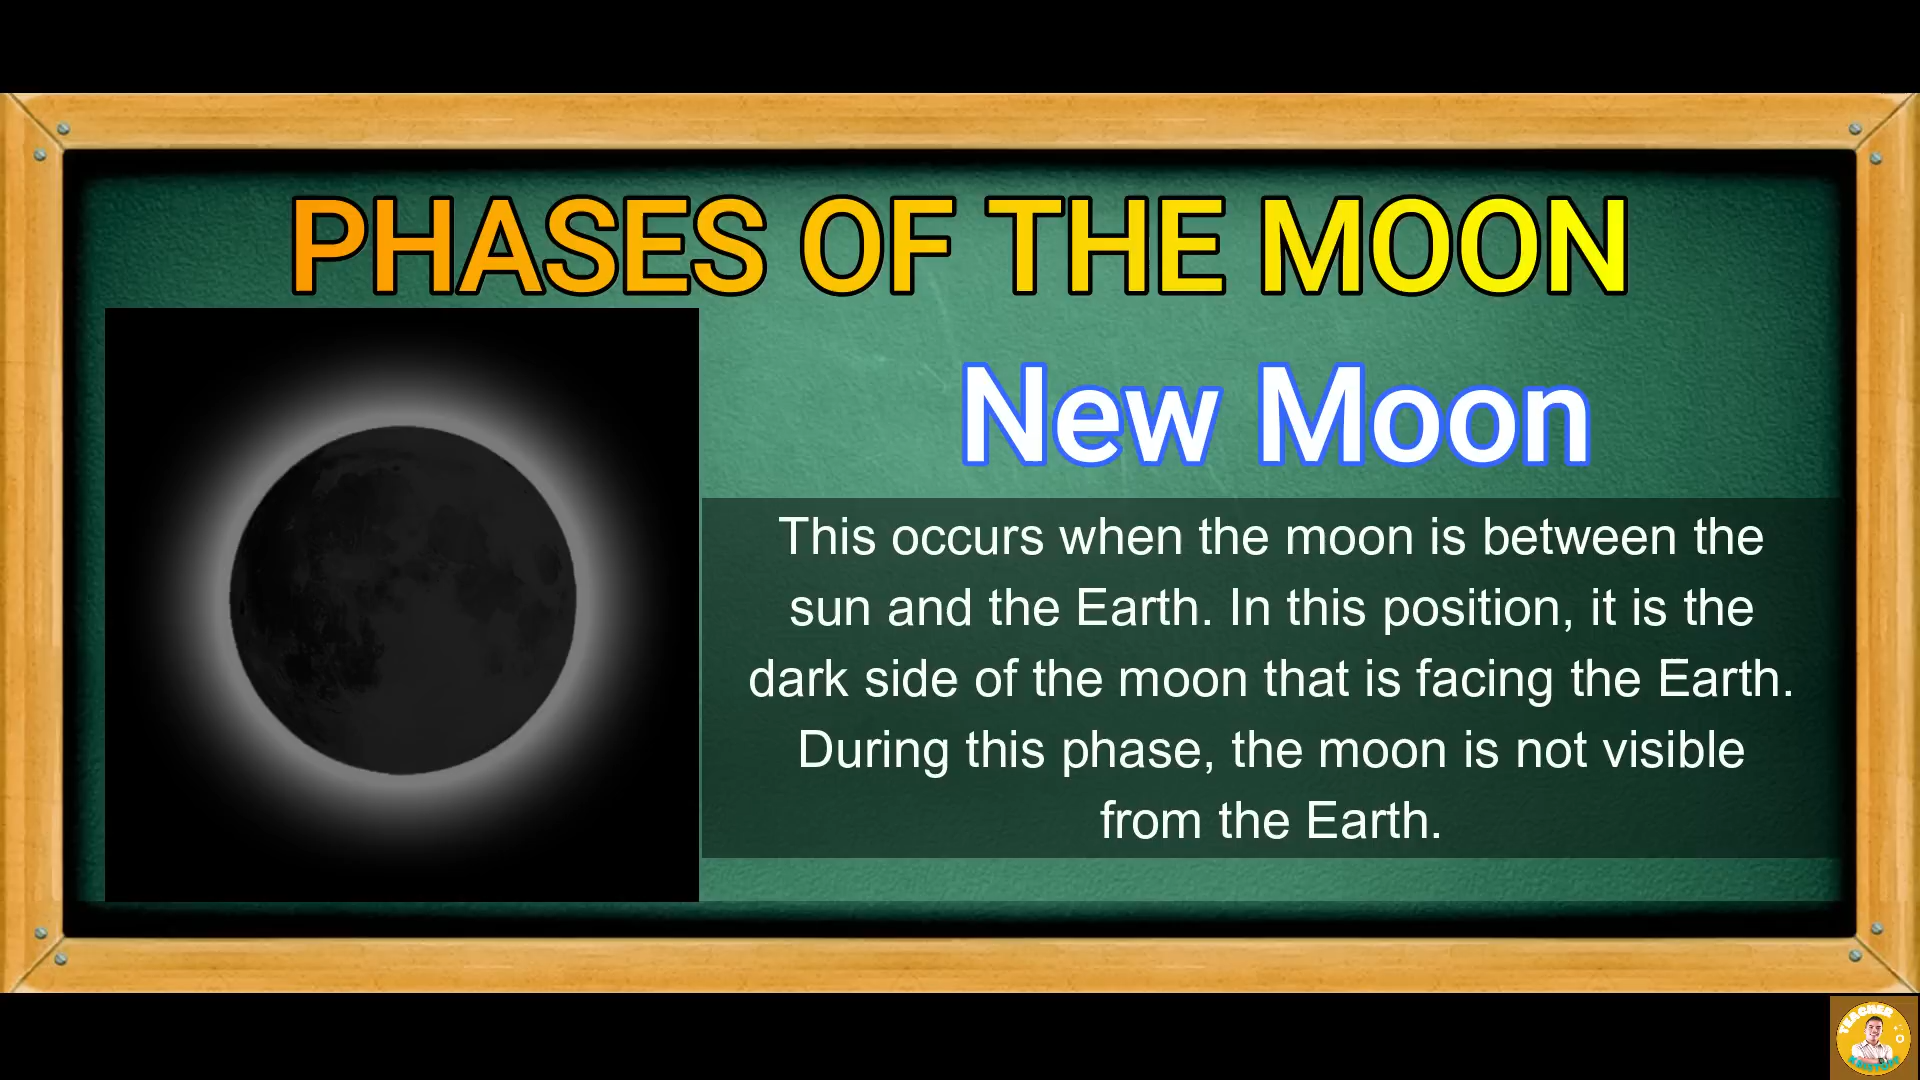 PHASES OF THE MOON
New Moon
This occurs when the moon is between the
sun and the Earth. In this position, it is the
dark side of the moon that is facing the Earth.
During this phase, the moon is not visible
from the Earth.
TEACHER